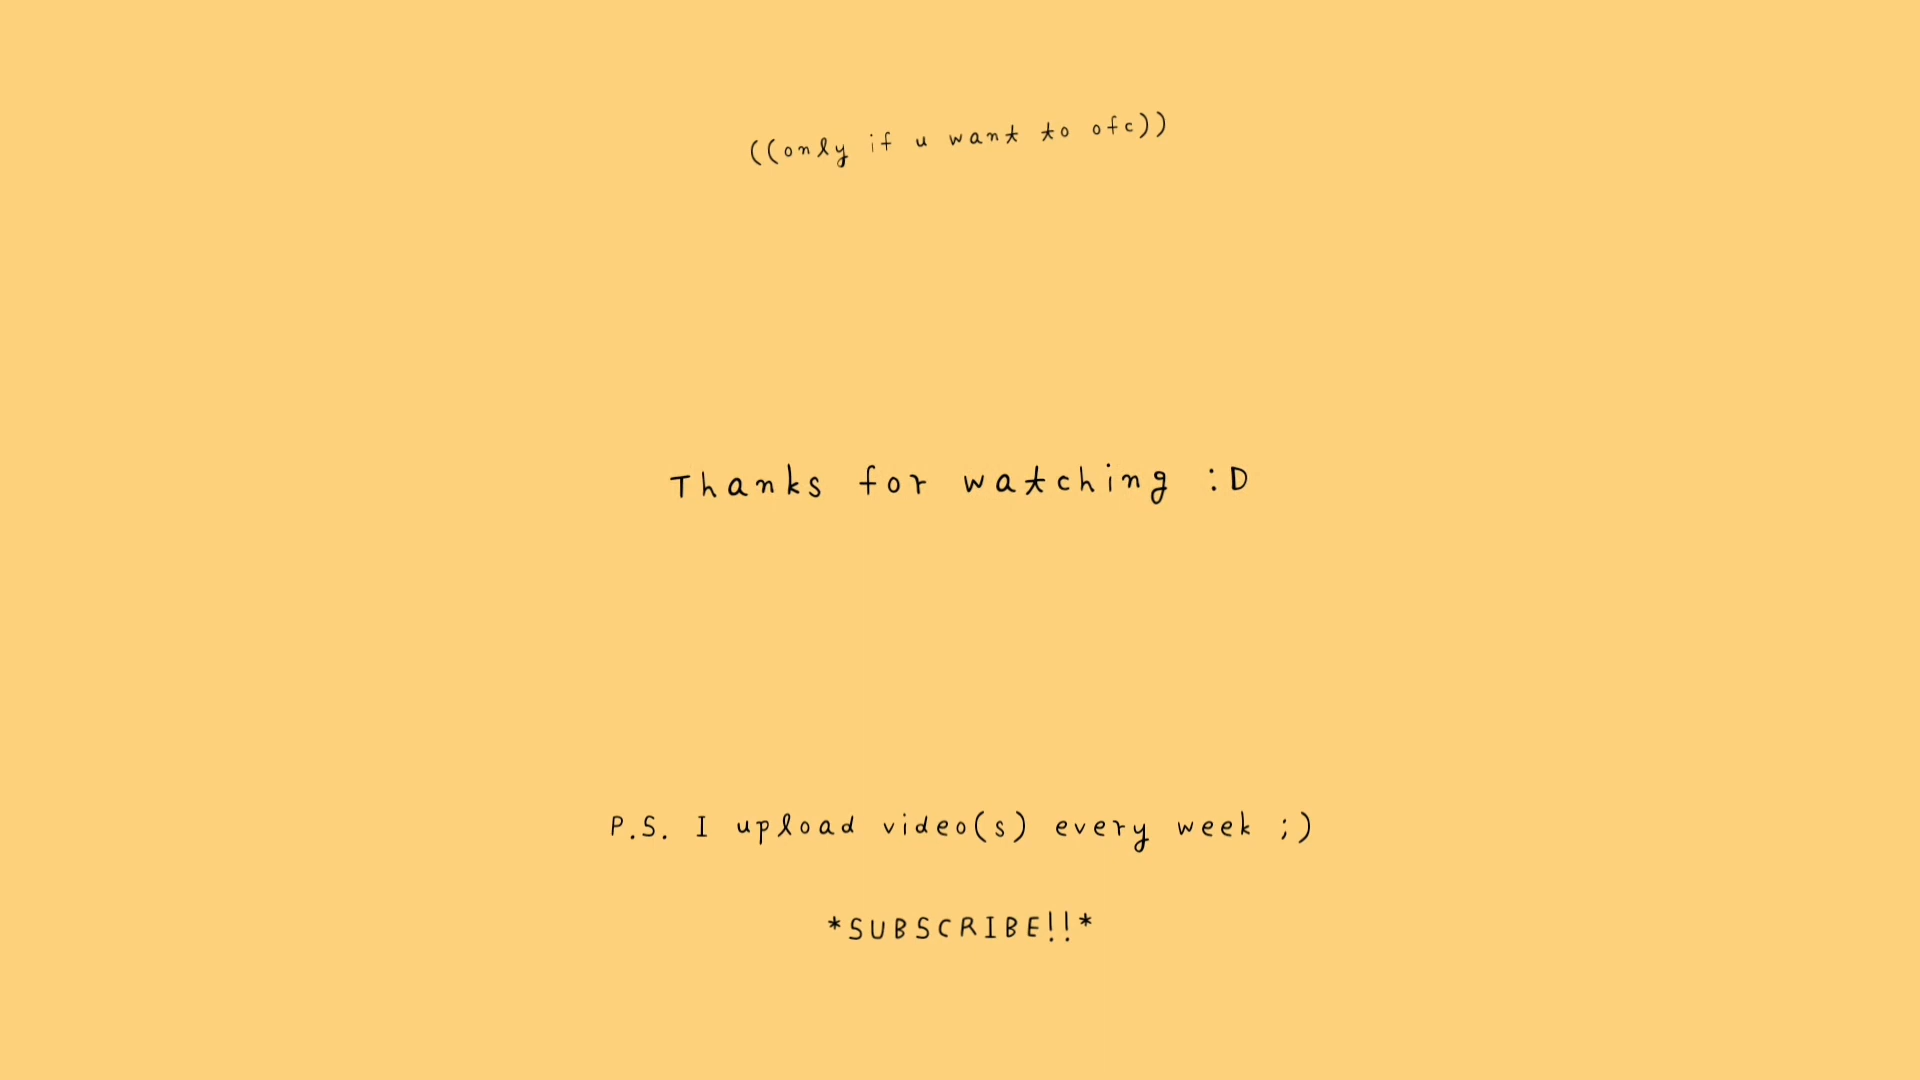 ((only if u want to ofc))
Thanks for watching :D
P.S. I upload video(s) every week ;)
*SUBSCRIBE!!*